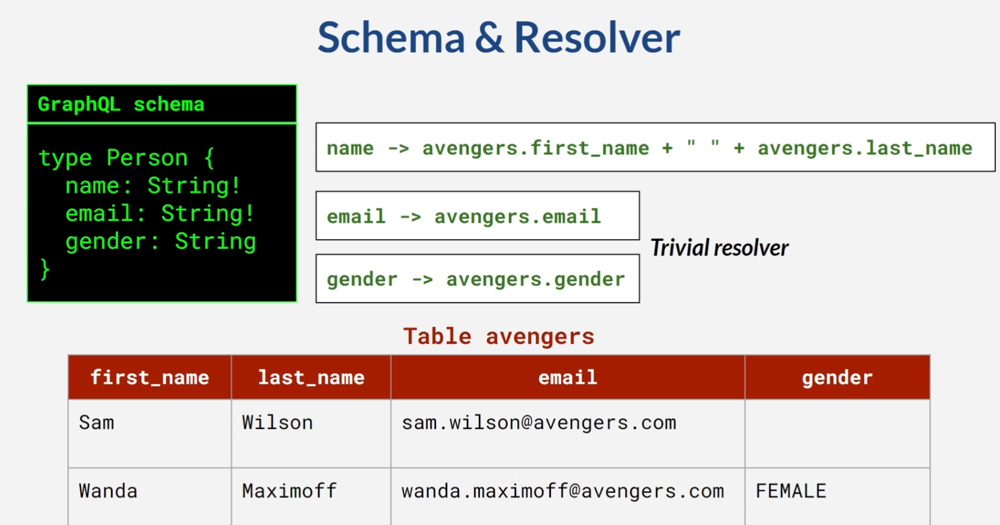 Schema & Resolver
GraphQL schema
type Person {
  name: String!
  email: String!
  gender: String
}
name -> avengers.first_name + " " + avengers.last_name
email -> avengers.email
gender -> avengers.gender
Trivial resolver
Table avengers
first_name last_name email gender
Sam Wilson sam.wilson@avengers.com
Wanda Maximoff wanda.maximoff@avengers.com FEMALE